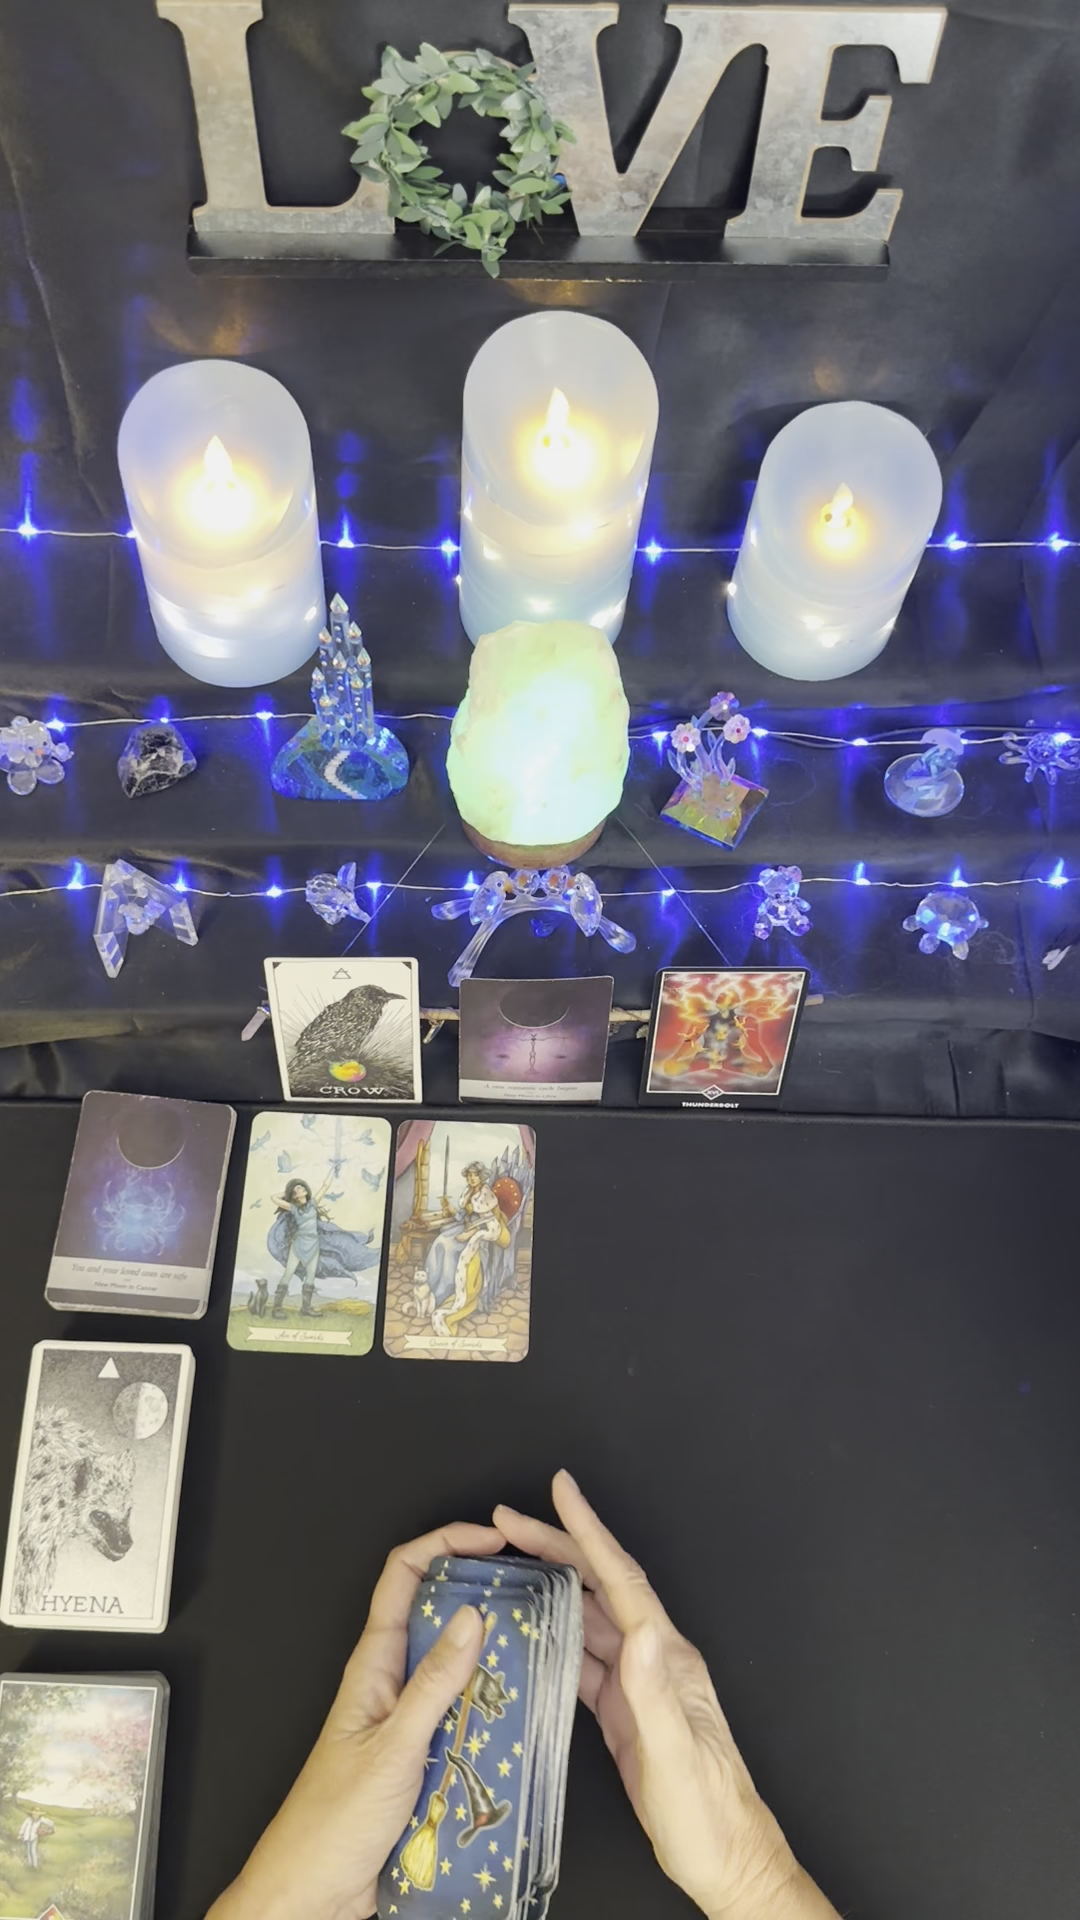 LOVE
CROW
A new romantic cycle begins
XVI
THUNDERBOLT
You and your loved ones are safe
New Moon in Cancer
Ace of Swords
Queen of Swords
HYENA